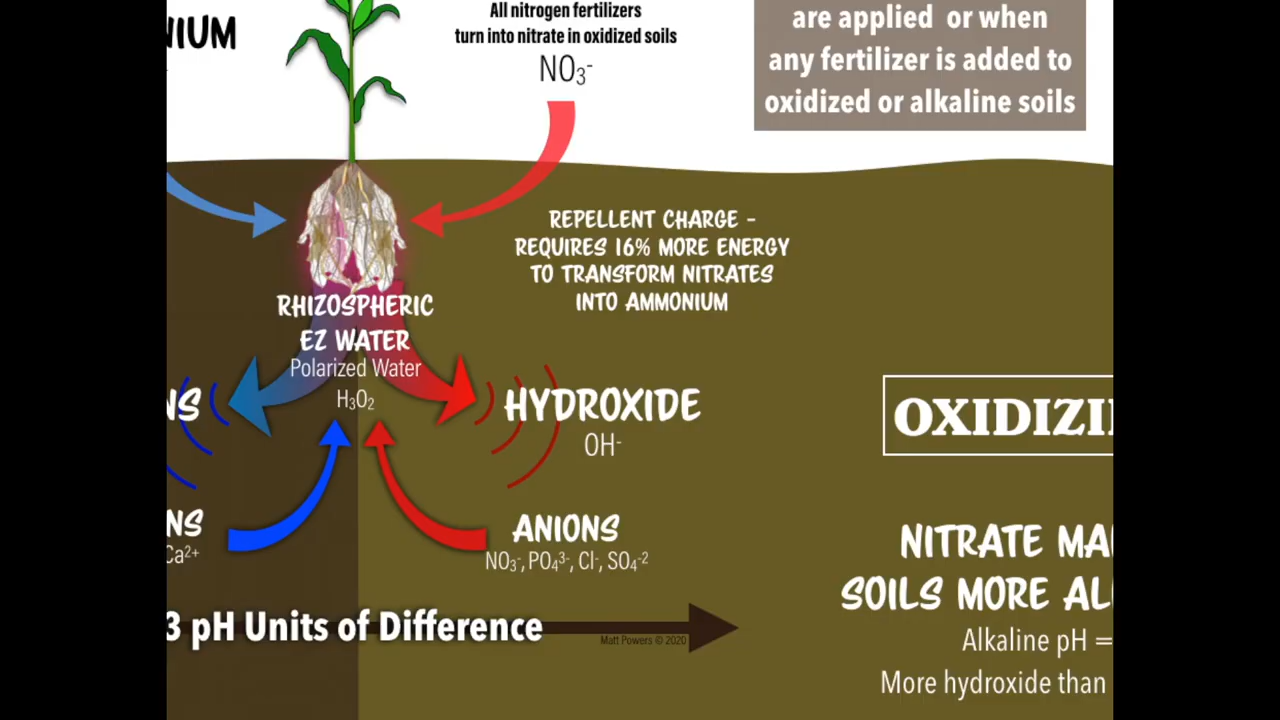 NIUM
All nitrogen fertilizers
turn into nitrate in oxidized soils
NO₃⁻
are applied or when
any fertilizer is added to
oxidized or alkaline soils
REPELLENT CHARGE -
REQUIRES 16% MORE ENERGY
TO TRANSFORM NITRATES
INTO AMMONIUM
RHIZOSPHERIC
EZ WATER
Polarized Water
H₃O₂
NS
HYDROXIDE
OH⁻
OXIDIZI
NS
Ca²⁺
ANIONS
NO₃⁻, PO₄³⁻, Cl⁻, SO₄⁻²
NITRATE MA
SOILS MORE AL
Alkaline pH =
More hydroxide than
3 pH Units of Difference
Matt Powers © 2020